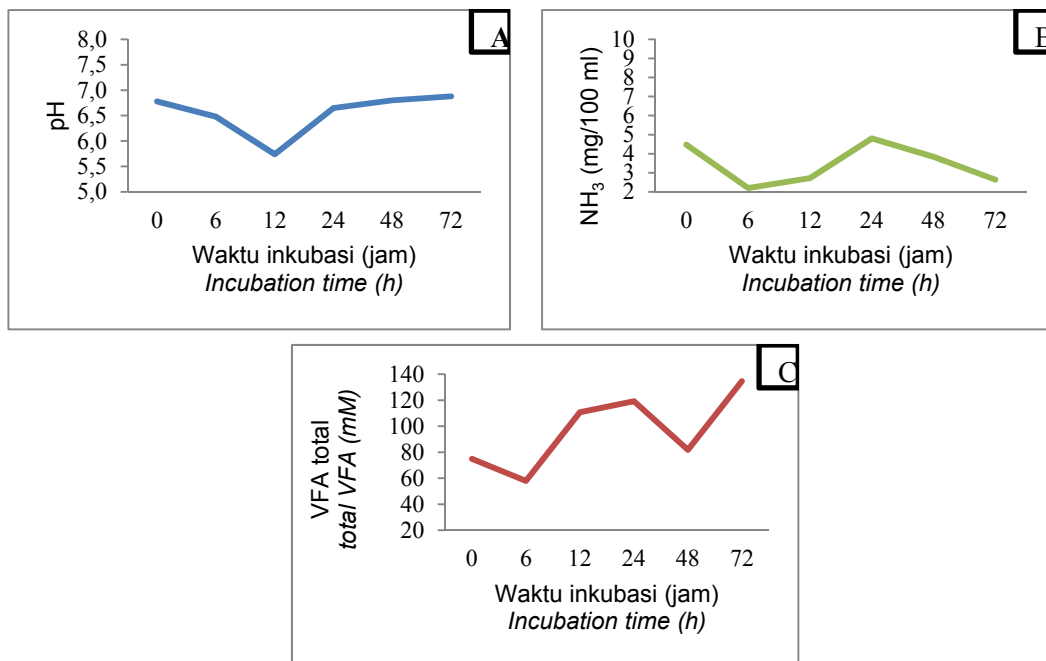 A
8,0
7,5
7,0
6,5
6,0
5,5
5,0
pH
0 6 12 24 48 72
Waktu inkubasi (jam)
Incubation time (h)
B
10
9
8
7
6
5
4
3
2
NH3 (mg/100 ml)
0 6 12 24 48 72
Waktu inkubasi (jam)
Incubation time (h)
C
140
120
100
80
60
40
20
VFA total
total VFA (mM)
0 6 12 24 48 72
Waktu inkubasi (jam)
Incubation time (h)